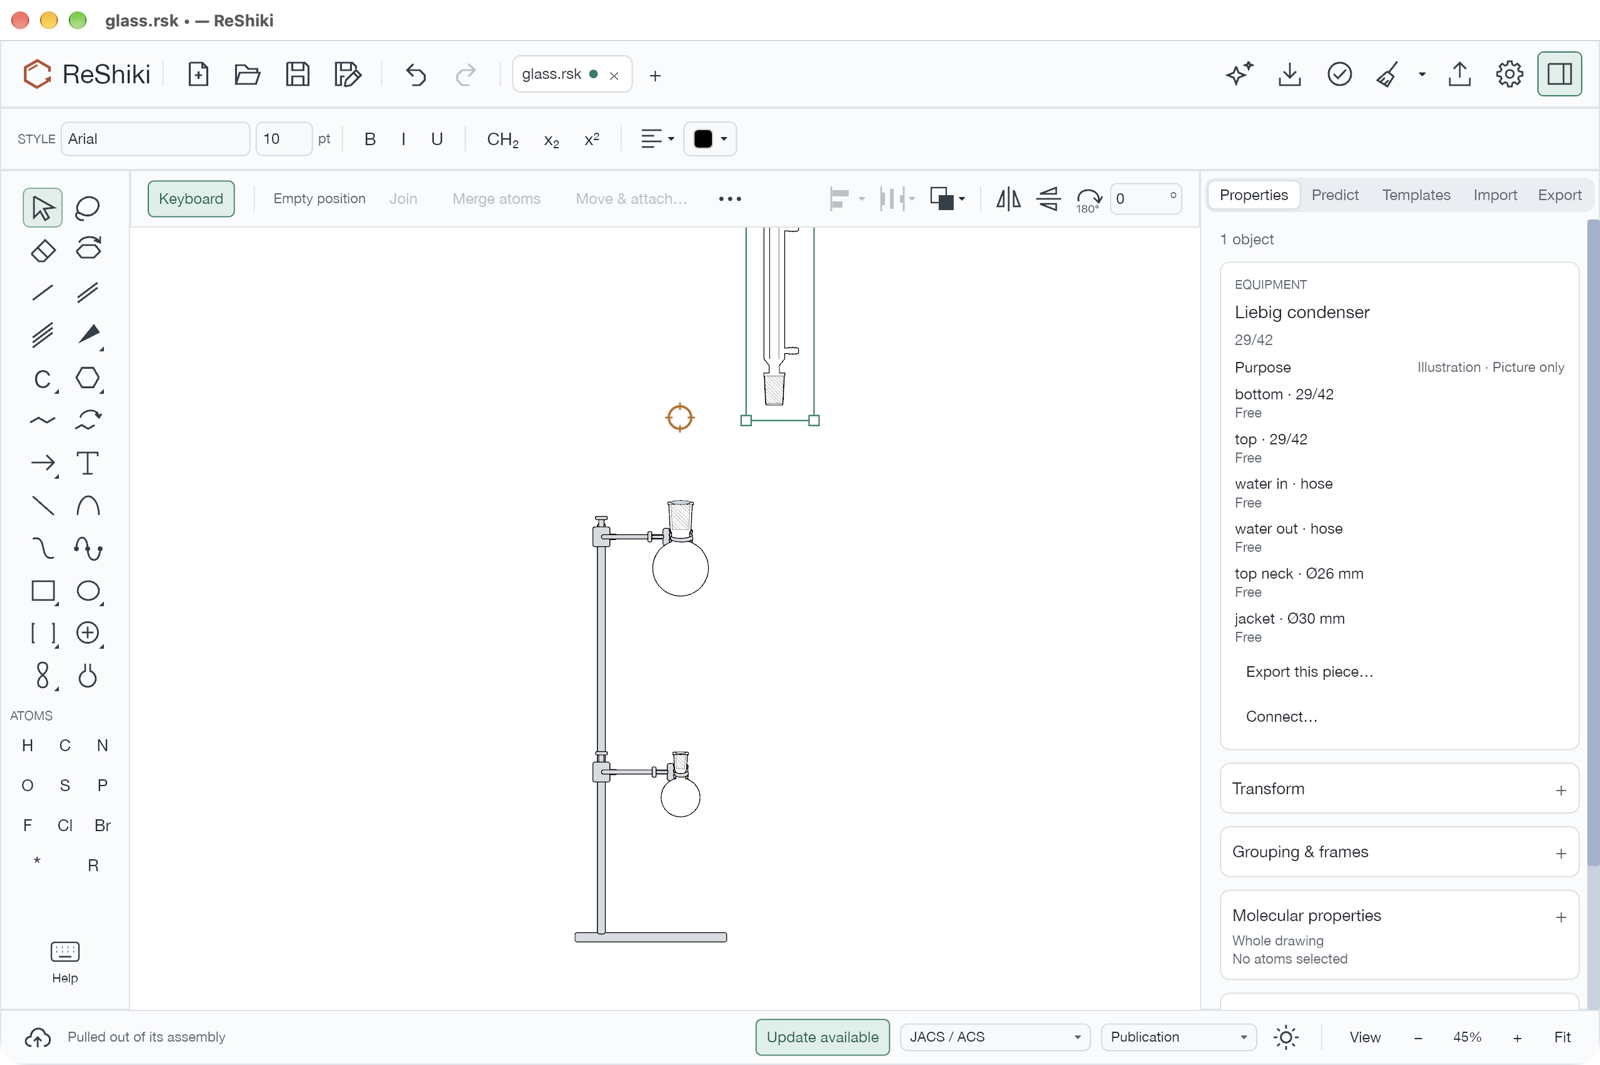 glass.rsk • — ReShiki
ReShiki
glass.rsk
STYLE Arial 10 pt B I U CH₂ x₂ x²
Keyboard Empty position Join Merge atoms Move & attach... 180° 0 °
Properties Predict Templates Import Export
1 object
EQUIPMENT
Liebig condenser
29/42
Purpose Illustration · Picture only
bottom · 29/42
Free
top · 29/42
Free
water in · hose
Free
water out · hose
Free
top neck · Ø26 mm
Free
jacket · Ø30 mm
Free
Export this piece...
Connect...
Transform +
Grouping & frames +
Molecular properties +
Whole drawing
No atoms selected
C
T
ATOMS
H C N
O S P
F Cl Br
* R
Help
Pulled out of its assembly Update available JACS / ACS Publication View – 45% + Fit